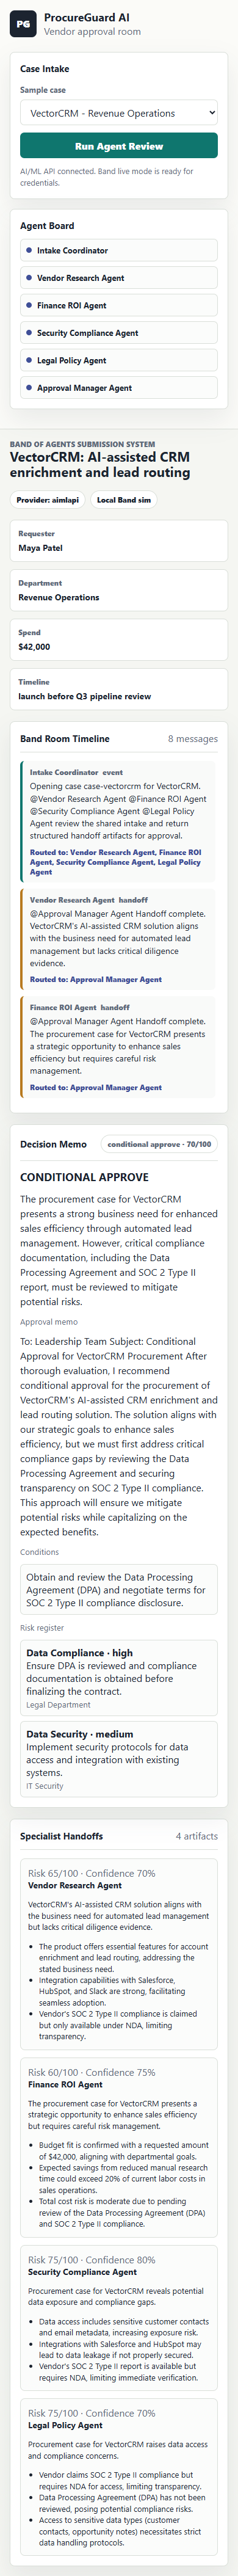 PG
ProcureGuard AI
Vendor approval room
Case Intake
Sample case
VectorCRM - Revenue Operations
Run Agent Review
AI/ML API connected. Band live mode is ready for
credentials.
Agent Board
Intake Coordinator
Vendor Research Agent
Finance ROI Agent
Security Compliance Agent
Legal Policy Agent
Approval Manager Agent
BAND OF AGENTS SUBMISSION SYSTEM
VectorCRM: AI-assisted CRM
enrichment and lead routing
Provider: aimlapi
Local Band sim
Requester
Maya Patel
Department
Revenue Operations
Spend
$42,000
Timeline
launch before Q3 pipeline review
Band Room Timeline
8 messages
Intake Coordinator event
Opening case case-vectorcrm for VectorCRM.
@Vendor Research Agent @Finance ROI Agent
@Security Compliance Agent @Legal Policy
Agent review the shared intake and return
structured handoff artifacts for approval.
Routed to: Vendor Research Agent, Finance ROI
Agent, Security Compliance Agent, Legal Policy
Agent
Vendor Research Agent handoff
@Approval Manager Agent Handoff complete.
VectorCRM's AI-assisted CRM solution aligns
with the business need for automated lead
management but lacks critical diligence
evidence.
Routed to: Approval Manager Agent
Finance ROI Agent handoff
@Approval Manager Agent Handoff complete.
The procurement case for VectorCRM presents
a strategic opportunity to enhance sales
efficiency but requires careful risk
management.
Routed to: Approval Manager Agent
Decision Memo
conditional approve · 70/100
CONDITIONAL APPROVE
The procurement case for VectorCRM
presents a strong business need for enhanced
sales efficiency through automated lead
management. However, critical compliance
documentation, including the Data
Processing Agreement and SOC 2 Type II
report, must be reviewed to mitigate
potential risks.
Approval memo
To: Leadership Team Subject: Conditional
Approval for VectorCRM Procurement After
thorough evaluation, I recommend
conditional approval for the procurement of
VectorCRM's AI-assisted CRM enrichment and
lead routing solution. The solution aligns with
our strategic goals to enhance sales
efficiency, but we must first address critical
compliance gaps by reviewing the Data
Processing Agreement and securing
transparency on SOC 2 Type II compliance.
This approach will ensure we mitigate
potential risks while capitalizing on the
expected benefits.
Conditions
Obtain and review the Data Processing
Agreement (DPA) and negotiate terms for
SOC 2 Type II compliance disclosure.
Risk register
Data Compliance · high
Ensure DPA is reviewed and compliance
documentation is obtained before
finalizing the contract.
Legal Department
Data Security · medium
Implement security protocols for data
access and integration with existing
systems.
IT Security
Specialist Handoffs
4 artifacts
Risk 65/100 · Confidence 70%
Vendor Research Agent
VectorCRM's AI-assisted CRM solution aligns with
the business need for automated lead management
but lacks critical diligence evidence.
• The product offers essential features for account
enrichment and lead routing, addressing the
stated business need.
• Integration capabilities with Salesforce,
HubSpot, and Slack are strong, facilitating
seamless adoption.
• Vendor's SOC 2 Type II compliance is claimed
but only available under NDA, limiting
transparency.
Risk 60/100 · Confidence 75%
Finance ROI Agent
The procurement case for VectorCRM presents a
strategic opportunity to enhance sales efficiency
but requires careful risk management.
• Budget fit is confirmed with a requested amount
of $42,000, aligning with departmental goals.
• Expected savings from reduced manual research
time could exceed 20% of current labor costs in
sales operations.
• Total cost risk is moderate due to pending
review of the Data Processing Agreement (DPA)
and SOC 2 Type II compliance.
Risk 75/100 · Confidence 80%
Security Compliance Agent
Procurement case for VectorCRM reveals potential
data exposure and compliance gaps.
• Data access includes sensitive customer contacts
and email metadata, increasing exposure risk.
• Integrations with Salesforce and HubSpot may
lead to data leakage if not properly secured.
• Vendor's SOC 2 Type II report is available but
requires NDA, limiting immediate verification.
Risk 75/100 · Confidence 70%
Legal Policy Agent
Procurement case for VectorCRM raises data access
and compliance concerns.
• Vendor claims SOC 2 Type II compliance but
requires NDA for access, limiting transparency.
• Data Processing Agreement (DPA) has not been
reviewed, posing potential compliance risks.
• Access to sensitive data types (customer
contacts, opportunity notes) necessitates strict
data handling protocols.